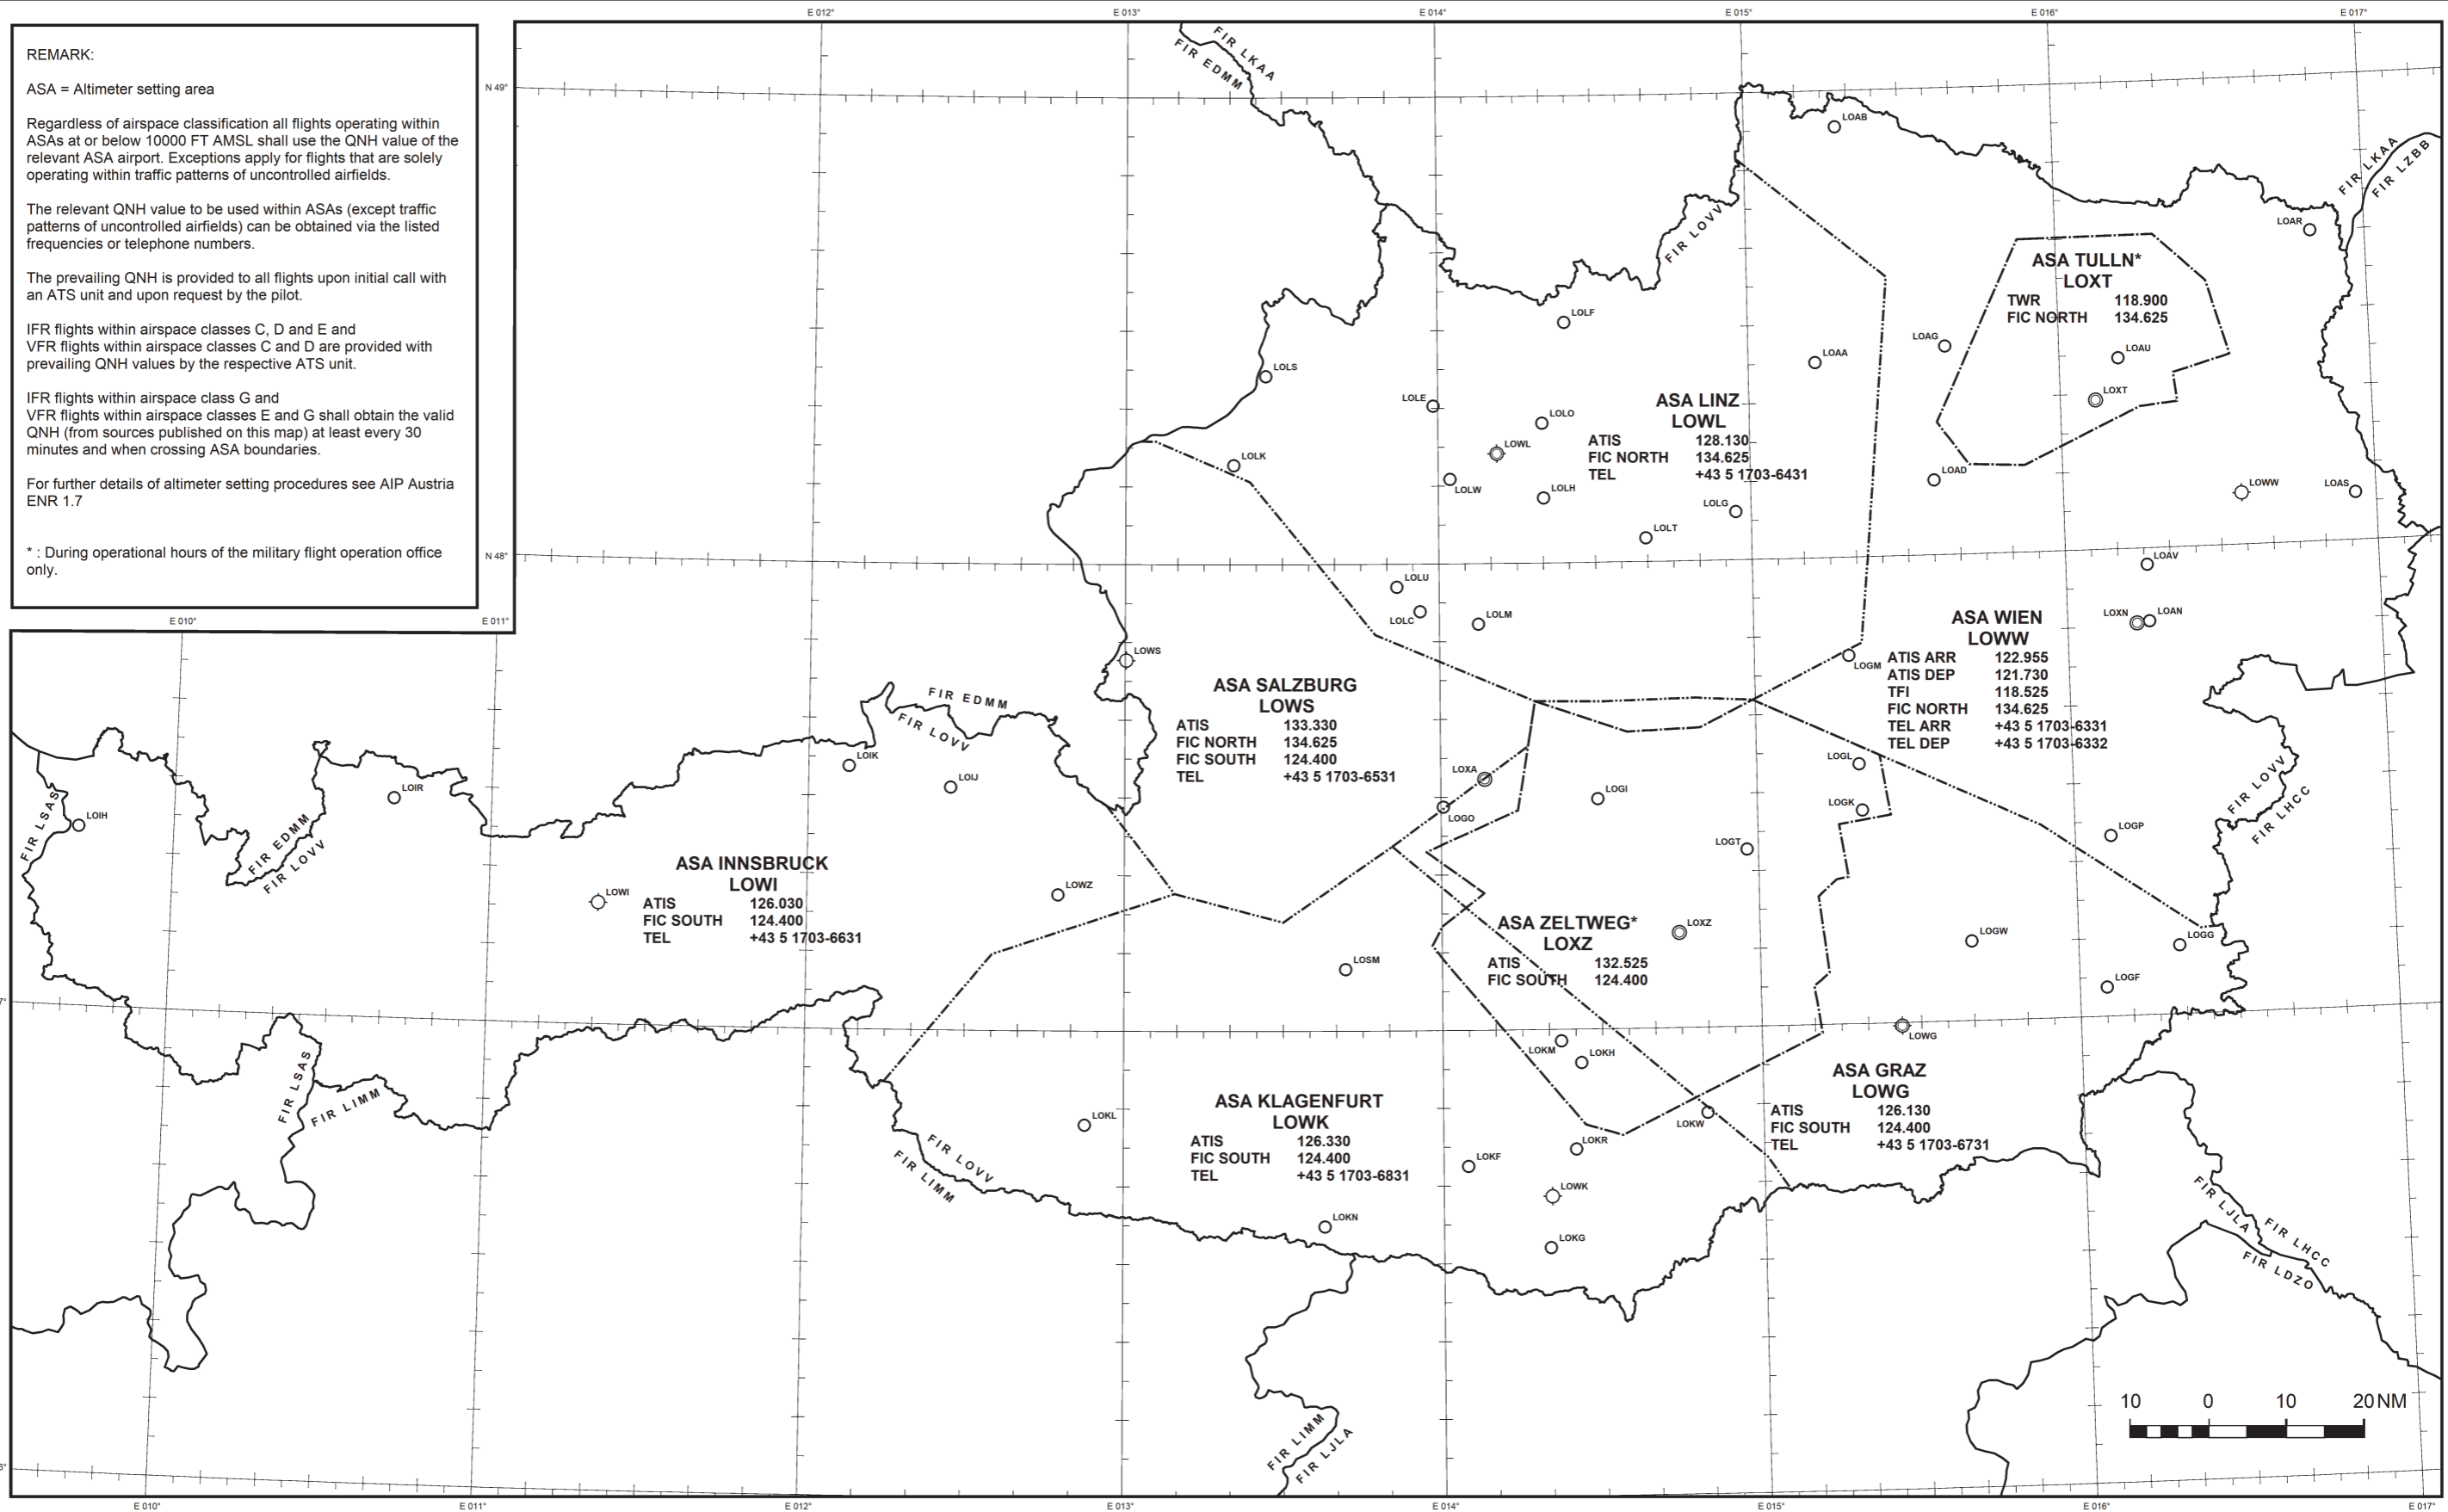 E 012°
E 013°
E 014°
E 015°
E 016°
E 017°
REMARK:
ASA = Altimeter setting area
Regardless of airspace classification all flights operating within
ASAs at or below 10000 FT AMSL shall use the QNH value of the
relevant ASA airport. Exceptions apply for flights that are solely
operating within traffic patterns of uncontrolled airfields.
The relevant QNH value to be used within ASAs (except traffic
patterns of uncontrolled airfields) can be obtained via the listed
frequencies or telephone numbers.
The prevailing QNH is provided to all flights upon initial call with
an ATS unit and upon request by the pilot.
IFR flights within airspace classes C, D and E and
VFR flights within airspace classes C and D are provided with
prevailing QNH values by the respective ATS unit.
IFR flights within airspace class G and
VFR flights within airspace classes E and G shall obtain the valid
QNH (from sources published on this map) at least every 30
minutes and when crossing ASA boundaries.
For further details of altimeter setting procedures see AIP Austria
ENR 1.7
* : During operational hours of the military flight operation office
only.
N 49°
N 48°
E 010°
E 011°
FIR LKAA
FIR EDMM
LOAB
FIR LKAA
FIR LZBB
FIR LOVV
LOAR
ASA TULLN*
LOXT
TWR 118.900
FIC NORTH 134.625
LOLF
LOAG
LOAU
LOAA
LOLS
LOXT
LOLE
LOLO
ASA LINZ
LOWL
ATIS 128.130
FIC NORTH 134.625
TEL +43 5 1703-6431
LOWL
LOLK
LOLW
LOLH
LOLG
LOLT
LOAD
LOWW
LOAS
LOAV
LOLU
LOLC
LOLM
LOXN
LOAN
ASA WIEN
LOWW
ATIS ARR 122.955
ATIS DEP 121.730
TFI 118.525
FIC NORTH 134.625
TEL ARR +43 5 1703-6331
TEL DEP +43 5 1703-6332
LOGM
LOWS
ASA SALZBURG
LOWS
ATIS 133.330
FIC NORTH 134.625
FIC SOUTH 124.400
TEL +43 5 1703-6531
FIR EDMM
FIR LOVV
LOIK
LOIJ
LOIR
LOIH
FIR LSAS
FIR EDMM
FIR LOVV
LOXA
LOGO
LOGI
LOGL
LOGK
LOGT
LOGP
FIR LOVV
FIR LHCC
ASA INNSBRUCK
LOWI
ATIS 126.030
FIC SOUTH 124.400
TEL +43 5 1703-6631
LOWI
LOWZ
ASA ZELTWEG*
LOXZ
ATIS 132.525
FIC SOUTH 124.400
LOXZ
LOSM
LOGW
LOGG
LOGF
LOWG
LOKM
LOKH
ASA GRAZ
LOWG
ATIS 126.130
FIC SOUTH 124.400
TEL +43 5 1703-6731
FIR LSAS
FIR LIMM
ASA KLAGENFURT
LOWK
ATIS 126.330
FIC SOUTH 124.400
TEL +43 5 1703-6831
LOKL
LOKW
LOKR
LOKF
LOWK
LOKN
LOKG
FIR LOVV
FIR LIMM
FIR LJLA
FIR LHCC
FIR LDZO
FIR LIMM
FIR LJLA
10 0 10 20 NM
E 010°
E 011°
E 012°
E 013°
E 014°
E 015°
E 016°
E 017°